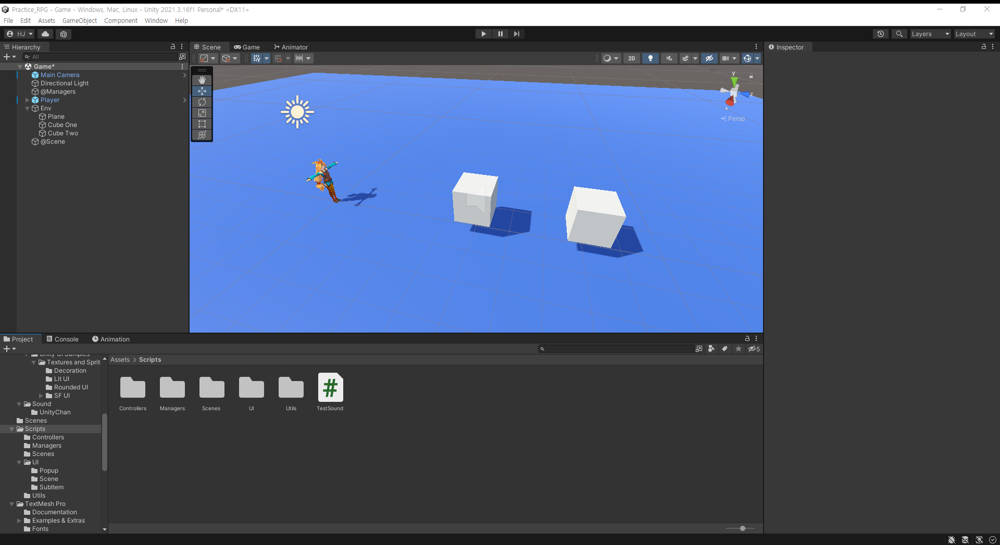 Practice_RPG - Game - Windows, Mac, Linux - Unity 2021.3.16f1 Personal* <DX11>
File Edit Assets GameObject Component Window Help
HJ Layers Layout
Hierarchy
All
Game*
Main Camera
Directional Light
@Managers
Player
Env
Plane
Cube One
Cube Two
@Scene
Scene Game Animator
2D
y
z
x
Persp
Inspector
Project Console Animation
5
Unity UI Samples
Textures and Sprit
Decoration
Lit UI
Rounded UI
SF UI
Sound
UnityChan
Scenes
Scripts
Controllers
Managers
Scenes
UI
Popup
Scene
SubItem
Utils
TextMesh Pro
Documentation
Examples & Extras
Fonts
Assets > Scripts
#
Controllers Managers Scenes UI Utils TestSound